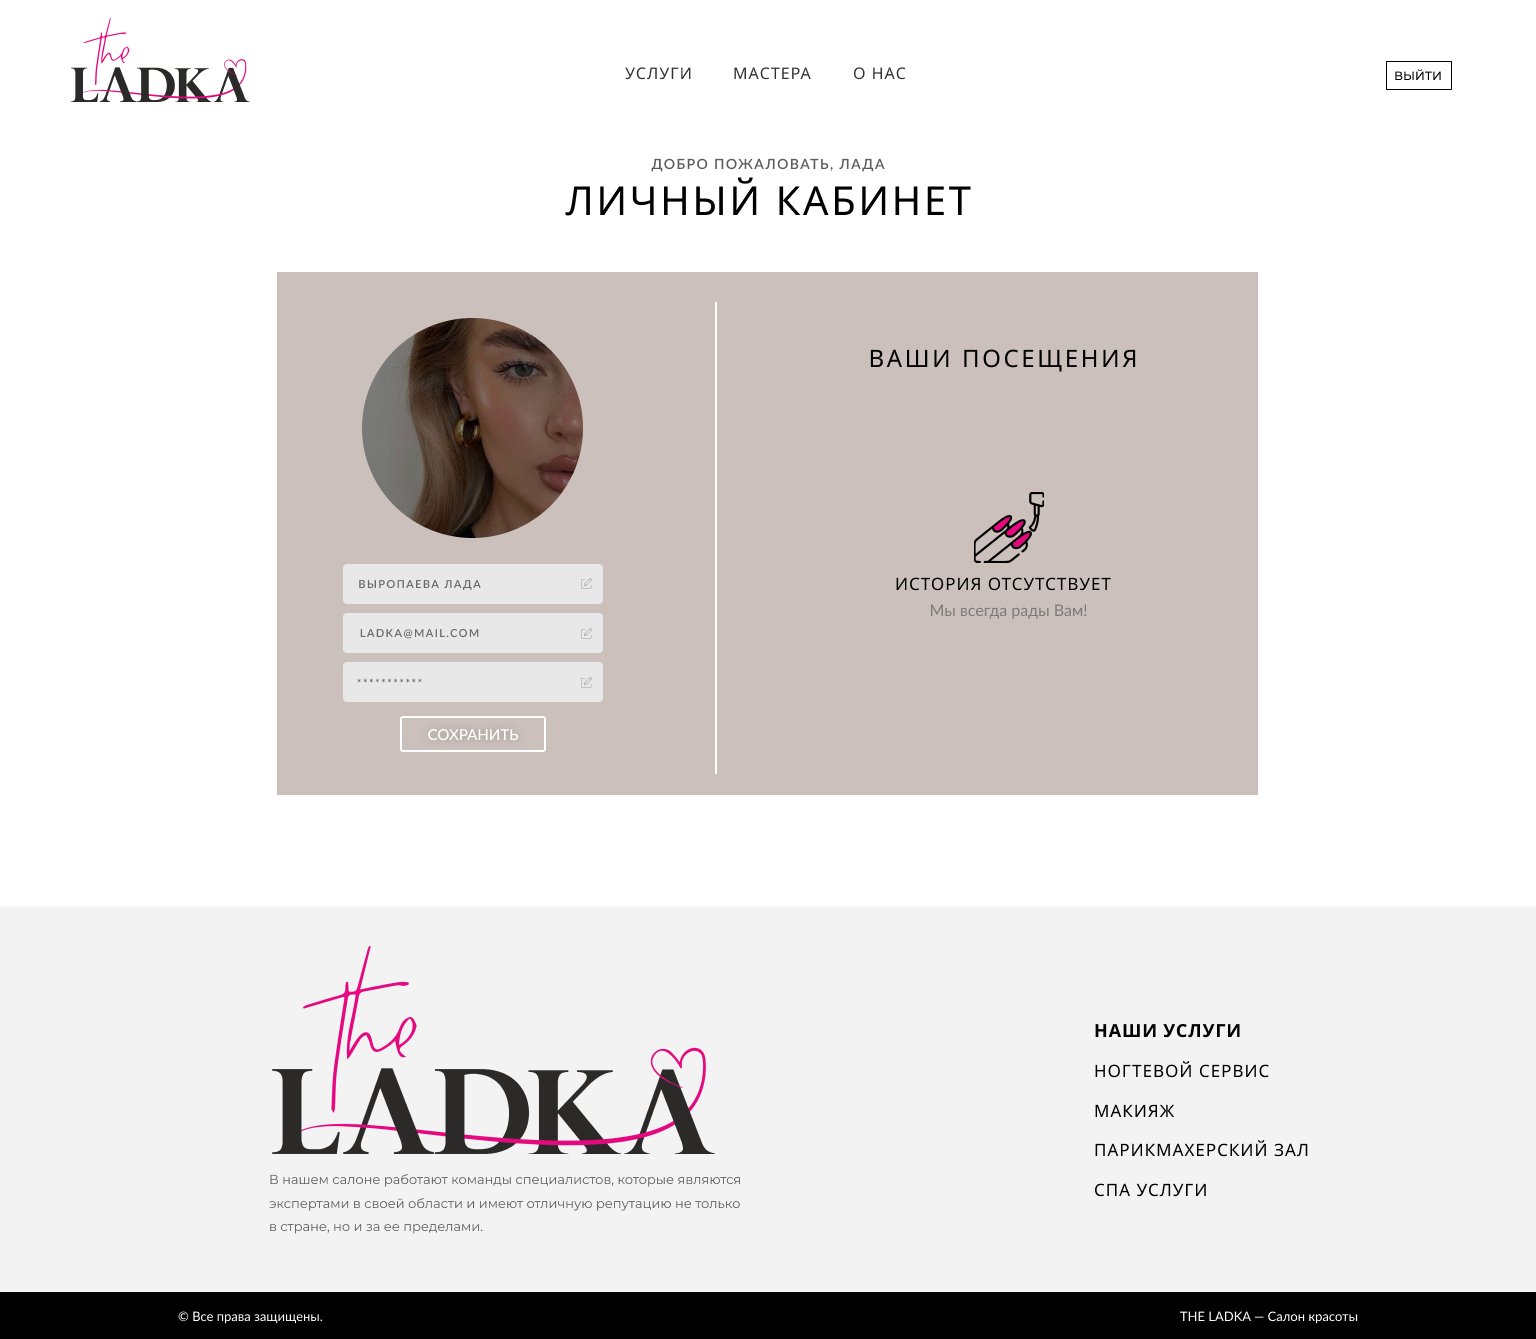 the
LADKA
УСЛУГИ МАСТЕРА О НАС
ВЫЙТИ
ДОБРО ПОЖАЛОВАТЬ, ЛАДА
ЛИЧНЫЙ КАБИНЕТ
ВЫРОПАЕВА ЛАДА
LADKA@MAIL.COM
***********
СОХРАНИТЬ
ВАШИ ПОСЕЩЕНИЯ
ИСТОРИЯ ОТСУТСТВУЕТ
Мы всегда рады Вам!
the
LADKA
В нашем салоне работают команды специалистов, которые являются
экспертами в своей области и имеют отличную репутацию не только
в стране, но и за ее пределами.
НАШИ УСЛУГИ
НОГТЕВОЙ СЕРВИС
МАКИЯЖ
ПАРИКМАХЕРСКИЙ ЗАЛ
СПА УСЛУГИ
© Все права защищены.
THE LADKA — Салон красоты